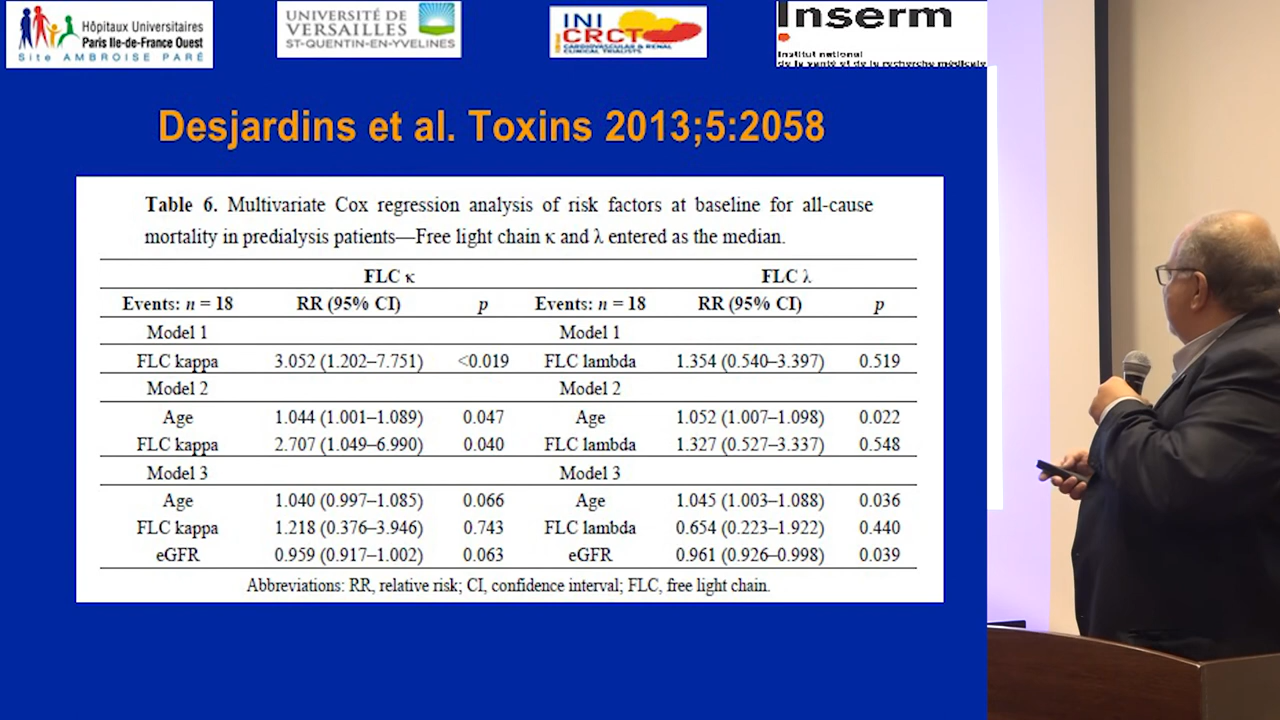 Hôpitaux Universitaires
Paris Ile-de-France Ouest
Site AMBROISE PARÉ
UNIVERSITÉ DE
VERSAILLES
ST-QUENTIN-EN-YVELINES
INI
CRCT
CARDIOVASCULAR & RENAL
CLINICAL TRIALISTS
Inserm
Institut national
de la santé et de la recherche médicale
Desjardins et al. Toxins 2013;5:2058
Table 6. Multivariate Cox regression analysis of risk factors at baseline for all-cause
mortality in predialysis patients—Free light chain κ and λ entered as the median.
FLC κ FLC λ
Events: n = 18 RR (95% CI) p Events: n = 18 RR (95% CI) p
Model 1 Model 1
FLC kappa 3.052 (1.202–7.751) <0.019 FLC lambda 1.354 (0.540–3.397) 0.519
Model 2 Model 2
Age 1.044 (1.001–1.089) 0.047 Age 1.052 (1.007–1.098) 0.022
FLC kappa 2.707 (1.049–6.990) 0.040 FLC lambda 1.327 (0.527–3.337) 0.548
Model 3 Model 3
Age 1.040 (0.997–1.085) 0.066 Age 1.045 (1.003–1.088) 0.036
FLC kappa 1.218 (0.376–3.946) 0.743 FLC lambda 0.654 (0.223–1.922) 0.440
eGFR 0.959 (0.917–1.002) 0.063 eGFR 0.961 (0.926–0.998) 0.039
Abbreviations: RR, relative risk; CI, confidence interval; FLC, free light chain.